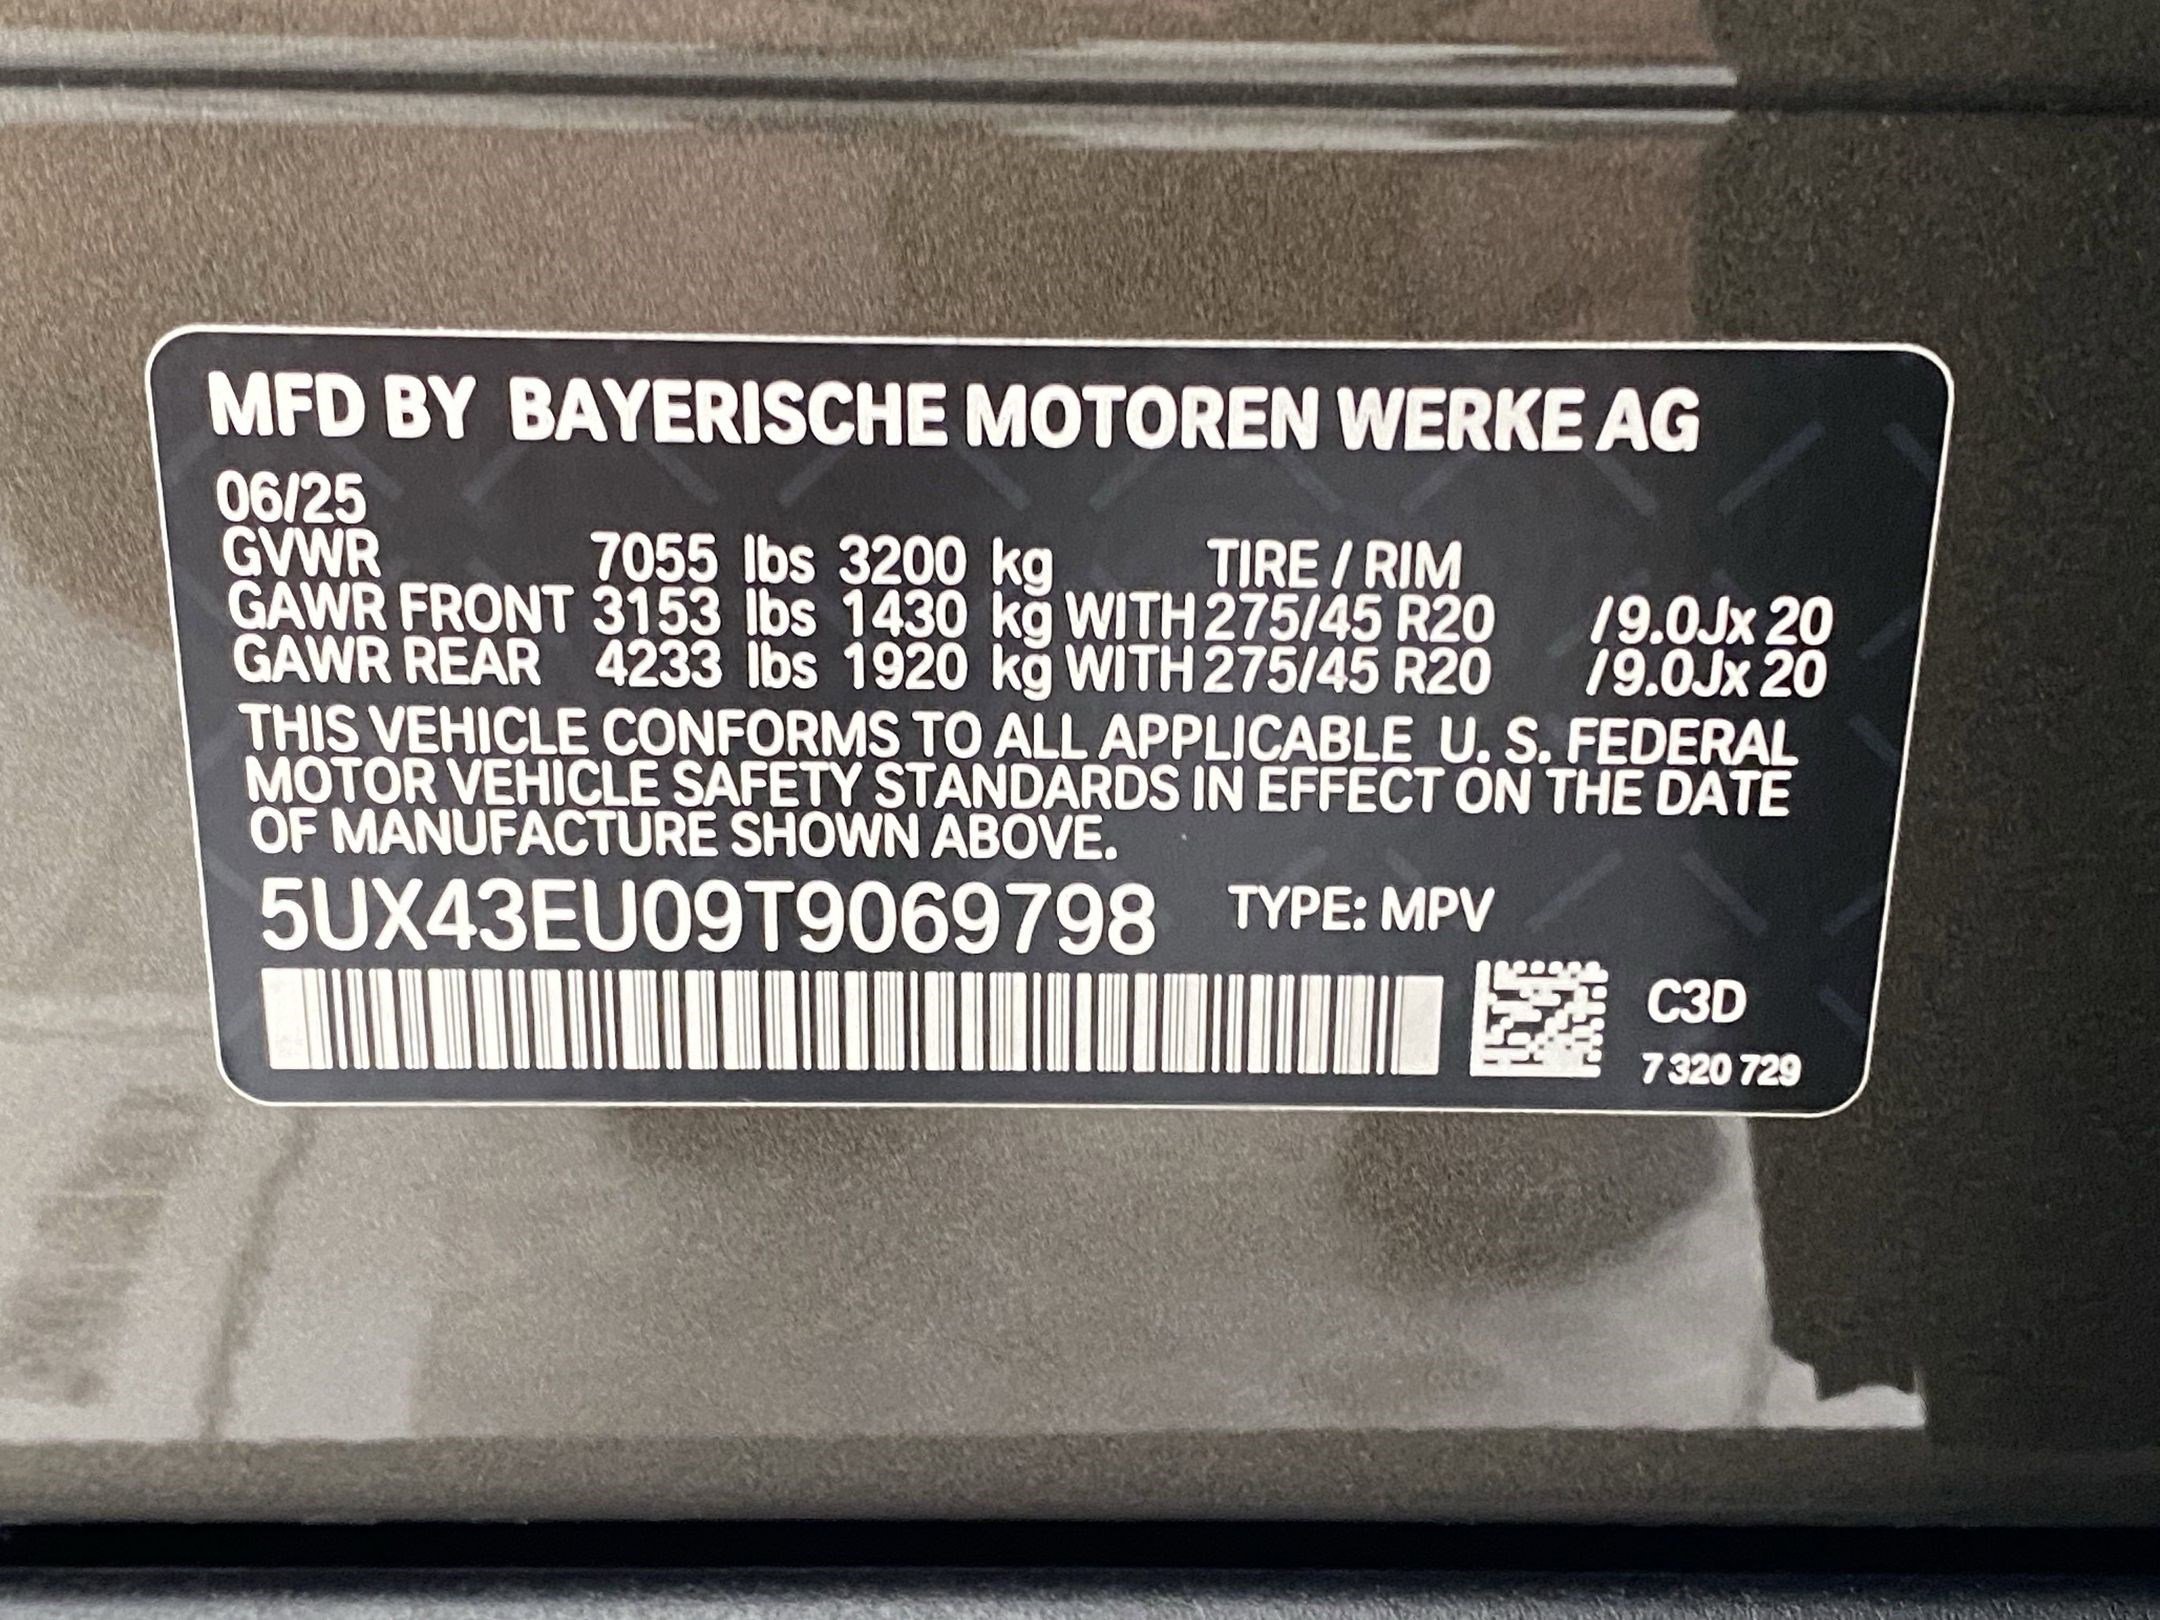 MFD BY BAYERISCHE MOTOREN WERKE AG
06/25
GVWR 7055 lbs 3200 kg TIRE / RIM
GAWR FRONT 3153 lbs 1430 kg WITH 275/45 R20 /9.0Jx 20
GAWR REAR 4233 lbs 1920 kg WITH 275/45 R20 /9.0Jx 20
THIS VEHICLE CONFORMS TO ALL APPLICABLE U. S. FEDERAL
MOTOR VEHICLE SAFETY STANDARDS IN EFFECT ON THE DATE
OF MANUFACTURE SHOWN ABOVE.
5UX43EU09T9069798 TYPE: MPV
C3D
7 320 729